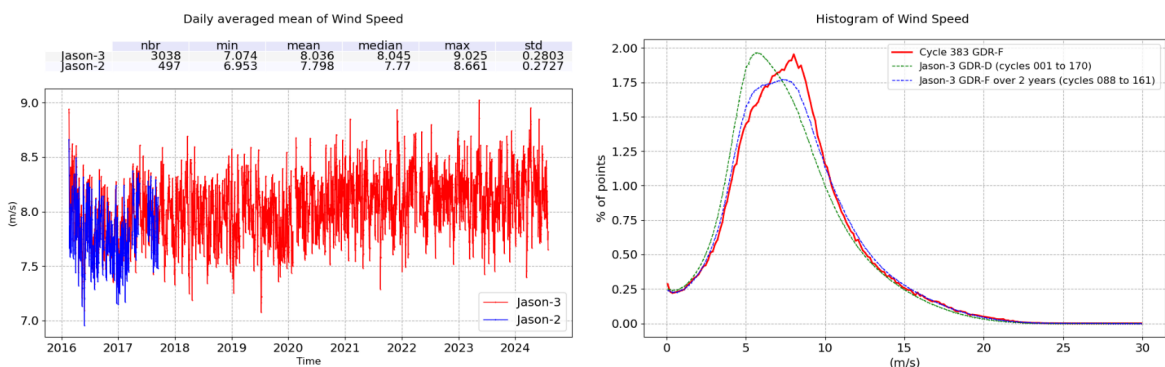 Daily averaged mean of Wind Speed
nbr min mean median max std
Jason-3 3038 7.074 8.036 8.045 9.025 0.2803
Jason-2 497 6.953 7.798 7.77 8.661 0.2727
9.0
8.5
8.0
7.5
7.0
(m/s)
2016 2017 2018 2019 2020 2021 2022 2023 2024
Time
Jason-3
Jason-2
Histogram of Wind Speed
2.00
1.75
1.50
1.25
1.00
0.75
0.50
0.25
0.00
% of points
0 5 10 15 20 25 30
(m/s)
Cycle 383 GDR-F
Jason-3 GDR-D (cycles 001 to 170)
Jason-3 GDR-F over 2 years (cycles 088 to 161)